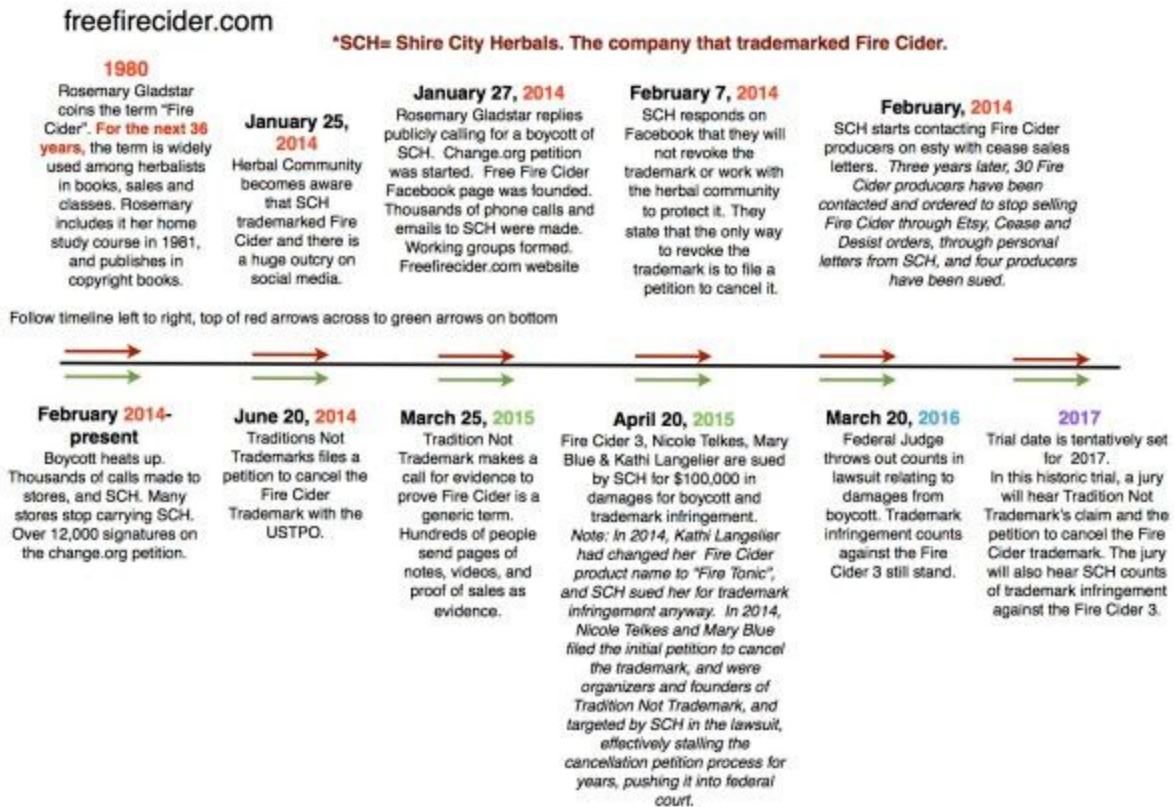 freefirecider.com
*SCH= Shire City Herbals. The company that trademarked Fire Cider.
1980
Rosemary Gladstar
coins the term "Fire
Cider". For the next 36
years, the term is widely
used among herbalists
in books, sales and
classes. Rosemary
includes it her home
study course in 1981,
and publishes in
copyright books.
January 25,
2014
Herbal Community
becomes aware
that SCH
trademarked Fire
Cider and there is
a huge outcry on
social media.
January 27, 2014
Rosemary Gladstar replies
publicly calling for a boycott of
SCH. Change.org petition
was started. Free Fire Cider
Facebook page was founded.
Thousands of phone calls and
emails to SCH were made.
Working groups formed.
Freefirecider.com website
February 7, 2014
SCH responds on
Facebook that they will
not revoke the
trademark or work with
the herbal community
to protect it. They
state that the only way
to revoke the
trademark is to file a
petition to cancel it.
February, 2014
SCH starts contacting Fire Cider
producers on esty with cease sales
letters. Three years later, 30 Fire
Cider producers have been
contacted and ordered to stop selling
Fire Cider through Etsy, Cease and
Desist orders, through personal
letters from SCH, and four producers
have been sued.
Follow timeline left to right, top of red arrows across to green arrows on bottom
February 2014-
present
Boycott heats up.
Thousands of calls made to
stores, and SCH. Many
stores stop carrying SCH.
Over 12,000 signatures on
the change.org petition.
June 20, 2014
Traditions Not
Trademarks files a
petition to cancel the
Fire Cider
Trademark with the
USTPO.
March 25, 2015
Tradition Not
Trademark makes a
call for evidence to
prove Fire Cider is a
generic term.
Hundreds of people
send pages of
notes, videos, and
proof of sales as
evidence.
April 20, 2015
Fire Cider 3, Nicole Telkes, Mary
Blue & Kathi Langelier are sued
by SCH for $100,000 in
damages for boycott and
trademark infringement.
Note: In 2014, Kathi Langelier
had changed her Fire Cider
product name to "Fire Tonic",
and SCH sued her for trademark
infringement anyway. In 2014,
Nicole Telkes and Mary Blue
filed the initial petition to cancel
the trademark, and were
organizers and founders of
Tradition Not Trademark, and
targeted by SCH in the lawsuit,
effectively stalling the
cancellation petition process for
years, pushing it into federal
court.
March 20, 2016
Federal Judge
throws out counts in
lawsuit relating to
damages from
boycott. Trademark
infringement counts
against the Fire
Cider 3 still stand.
2017
Trial date is tentatively set
for 2017.
In this historic trial, a jury
will hear Tradition Not
Trademark's claim and the
petition to cancel the Fire
Cider trademark. The jury
will also hear SCH counts
of trademark infringement
against the Fire Cider 3.